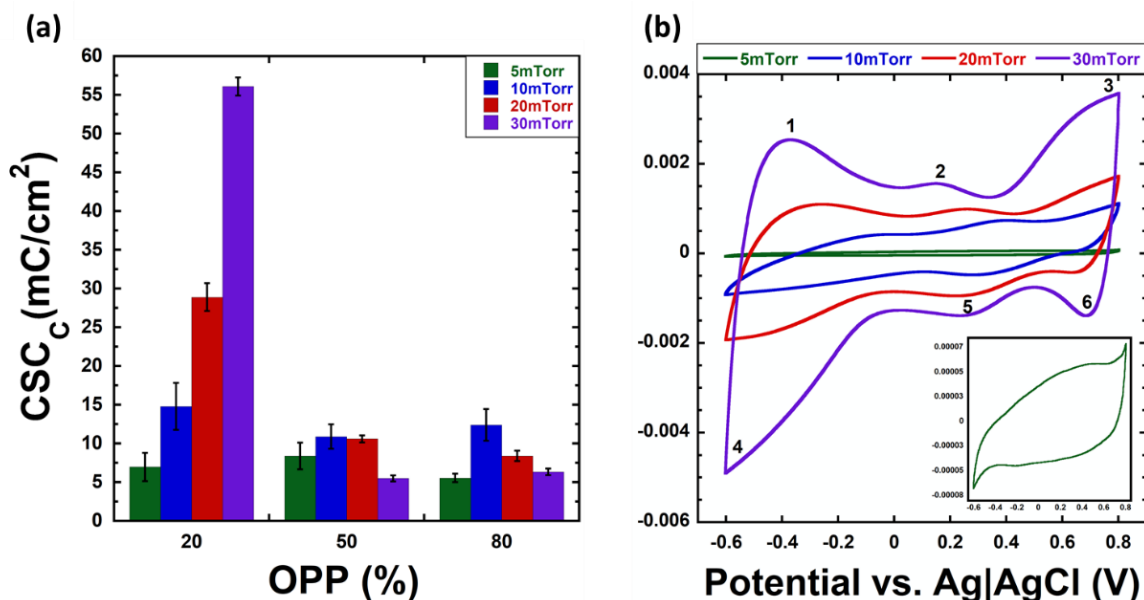 (a)
60
55
50
45
40
35
30
25
20
15
10
5
0
CSC_C (mC/cm²)
5mTorr
10mTorr
20mTorr
30mTorr
20 50 80
OPP (%)
(b)
5mTorr 10mTorr 20mTorr 30mTorr
0.004
0.002
0
-0.002
-0.004
-0.006
1
2
3
4
5
6
0.00007
0.00005
0.00003
0
-0.00003
-0.00005
-0.00008
-0.6 -0.4 -0.2 0 0.2 0.4 0.6 0.8
-0.6 -0.4 -0.2 0 0.2 0.4 0.6 0.8
Potential vs. Ag|AgCl (V)